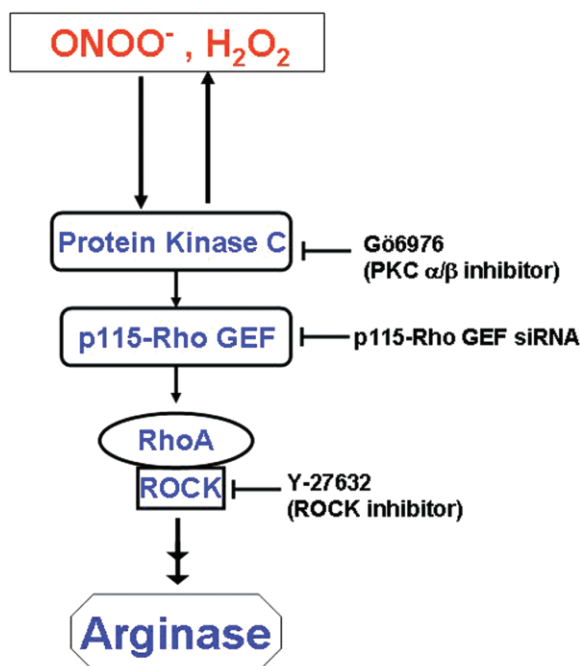 ONOO⁻ , H₂O₂
Protein Kinase C
Gö6976
(PKC α/β inhibitor)
p115-Rho GEF
p115-Rho GEF siRNA
RhoA
ROCK
Y-27632
(ROCK inhibitor)
Arginase